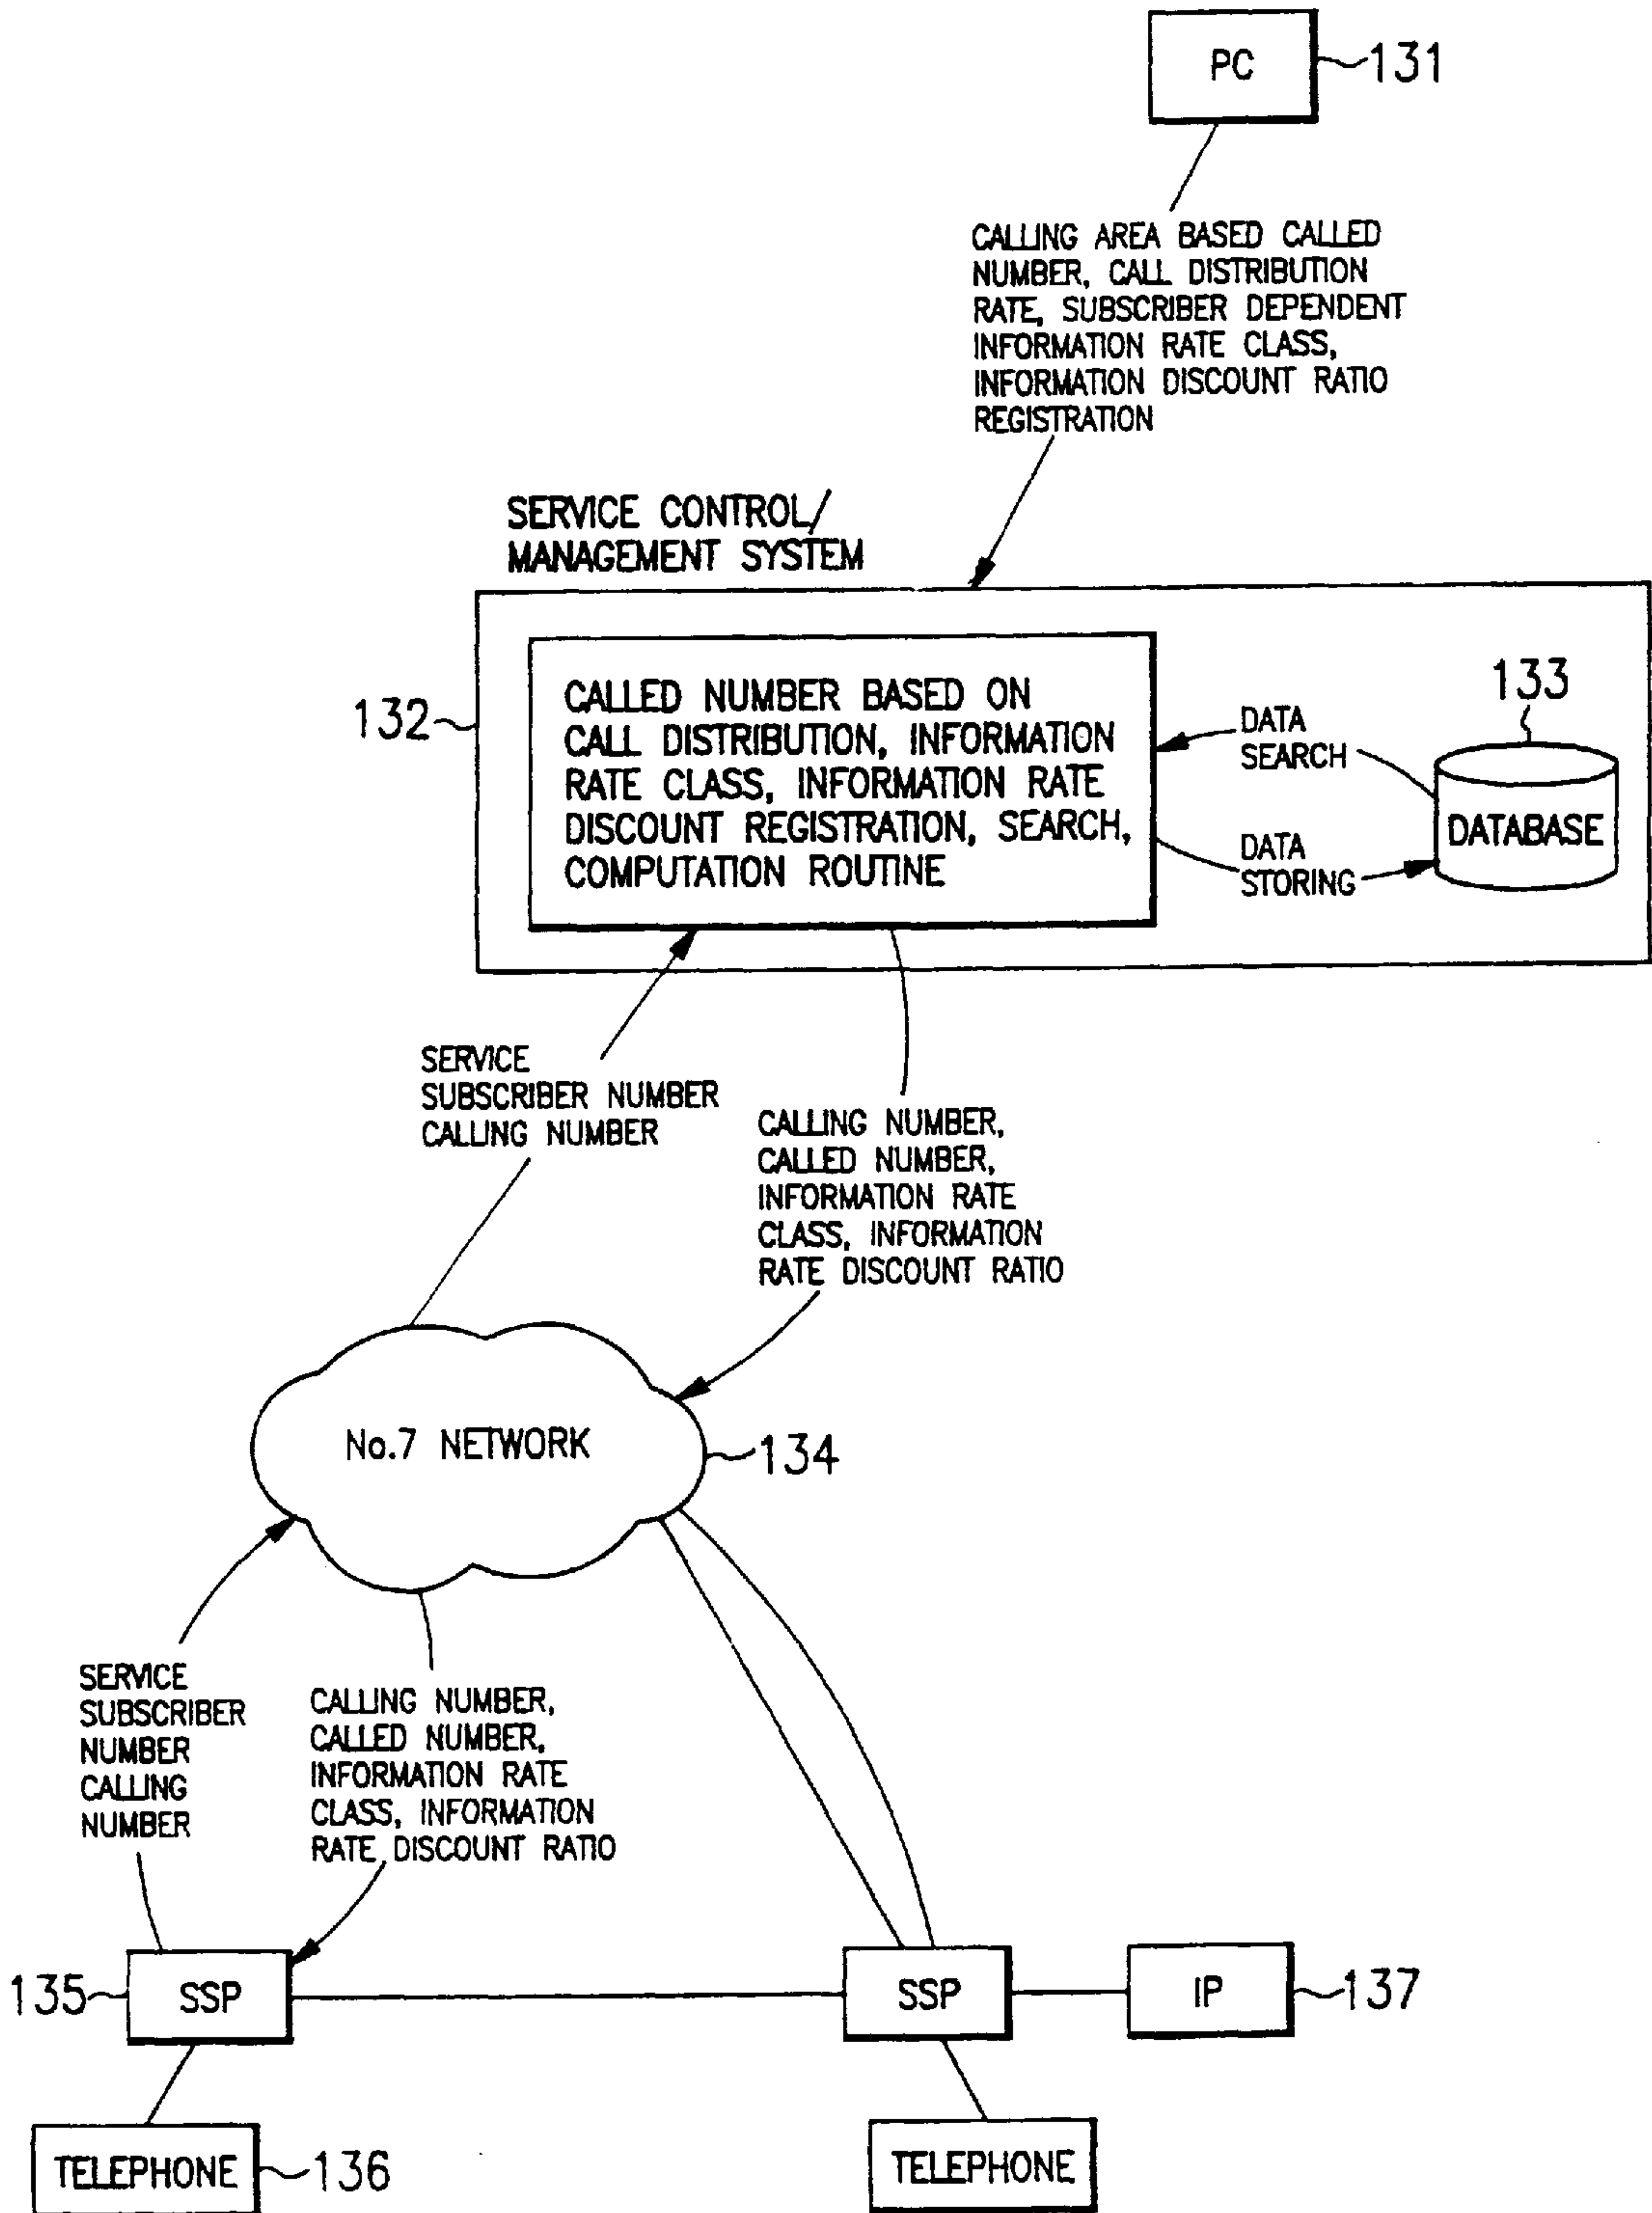 PC
131
CALLING AREA BASED CALLED
NUMBER, CALL DISTRIBUTION
RATE, SUBSCRIBER DEPENDENT
INFORMATION RATE CLASS,
INFORMATION DISCOUNT RATIO
REGISTRATION
SERVICE CONTROL/
MANAGEMENT SYSTEM
132
CALLED NUMBER BASED ON
CALL DISTRIBUTION, INFORMATION
RATE CLASS, INFORMATION RATE
DISCOUNT REGISTRATION, SEARCH,
COMPUTATION ROUTINE
DATA
SEARCH
DATA
STORING
133
DATABASE
SERVICE
SUBSCRIBER NUMBER
CALLING NUMBER
CALLING NUMBER,
CALLED NUMBER,
INFORMATION RATE
CLASS, INFORMATION
RATE DISCOUNT RATIO
No.7 NETWORK
134
SERVICE
SUBSCRIBER
NUMBER
CALLING
NUMBER
CALLING NUMBER,
CALLED NUMBER,
INFORMATION RATE
CLASS, INFORMATION
RATE DISCOUNT RATIO
135
SSP
SSP
IP
137
TELEPHONE
136
TELEPHONE